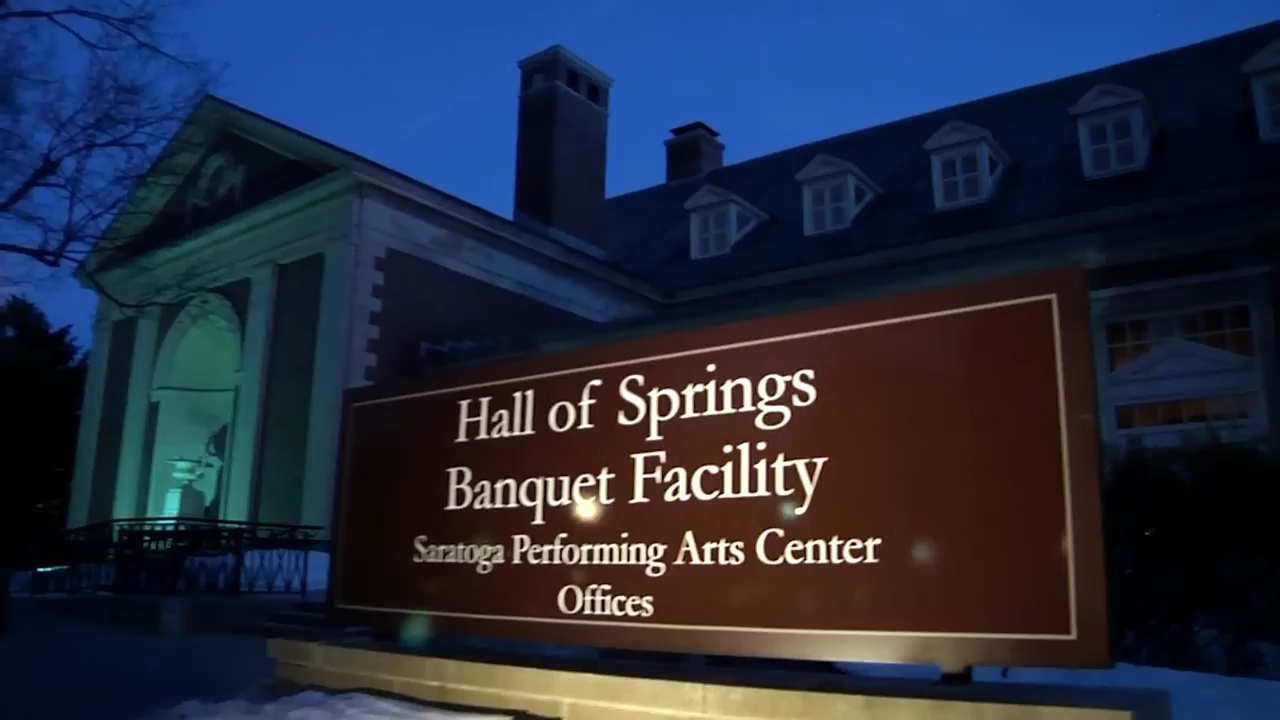 Hall of Springs
Banquet Facility
Saratoga Performing Arts Center
Offices